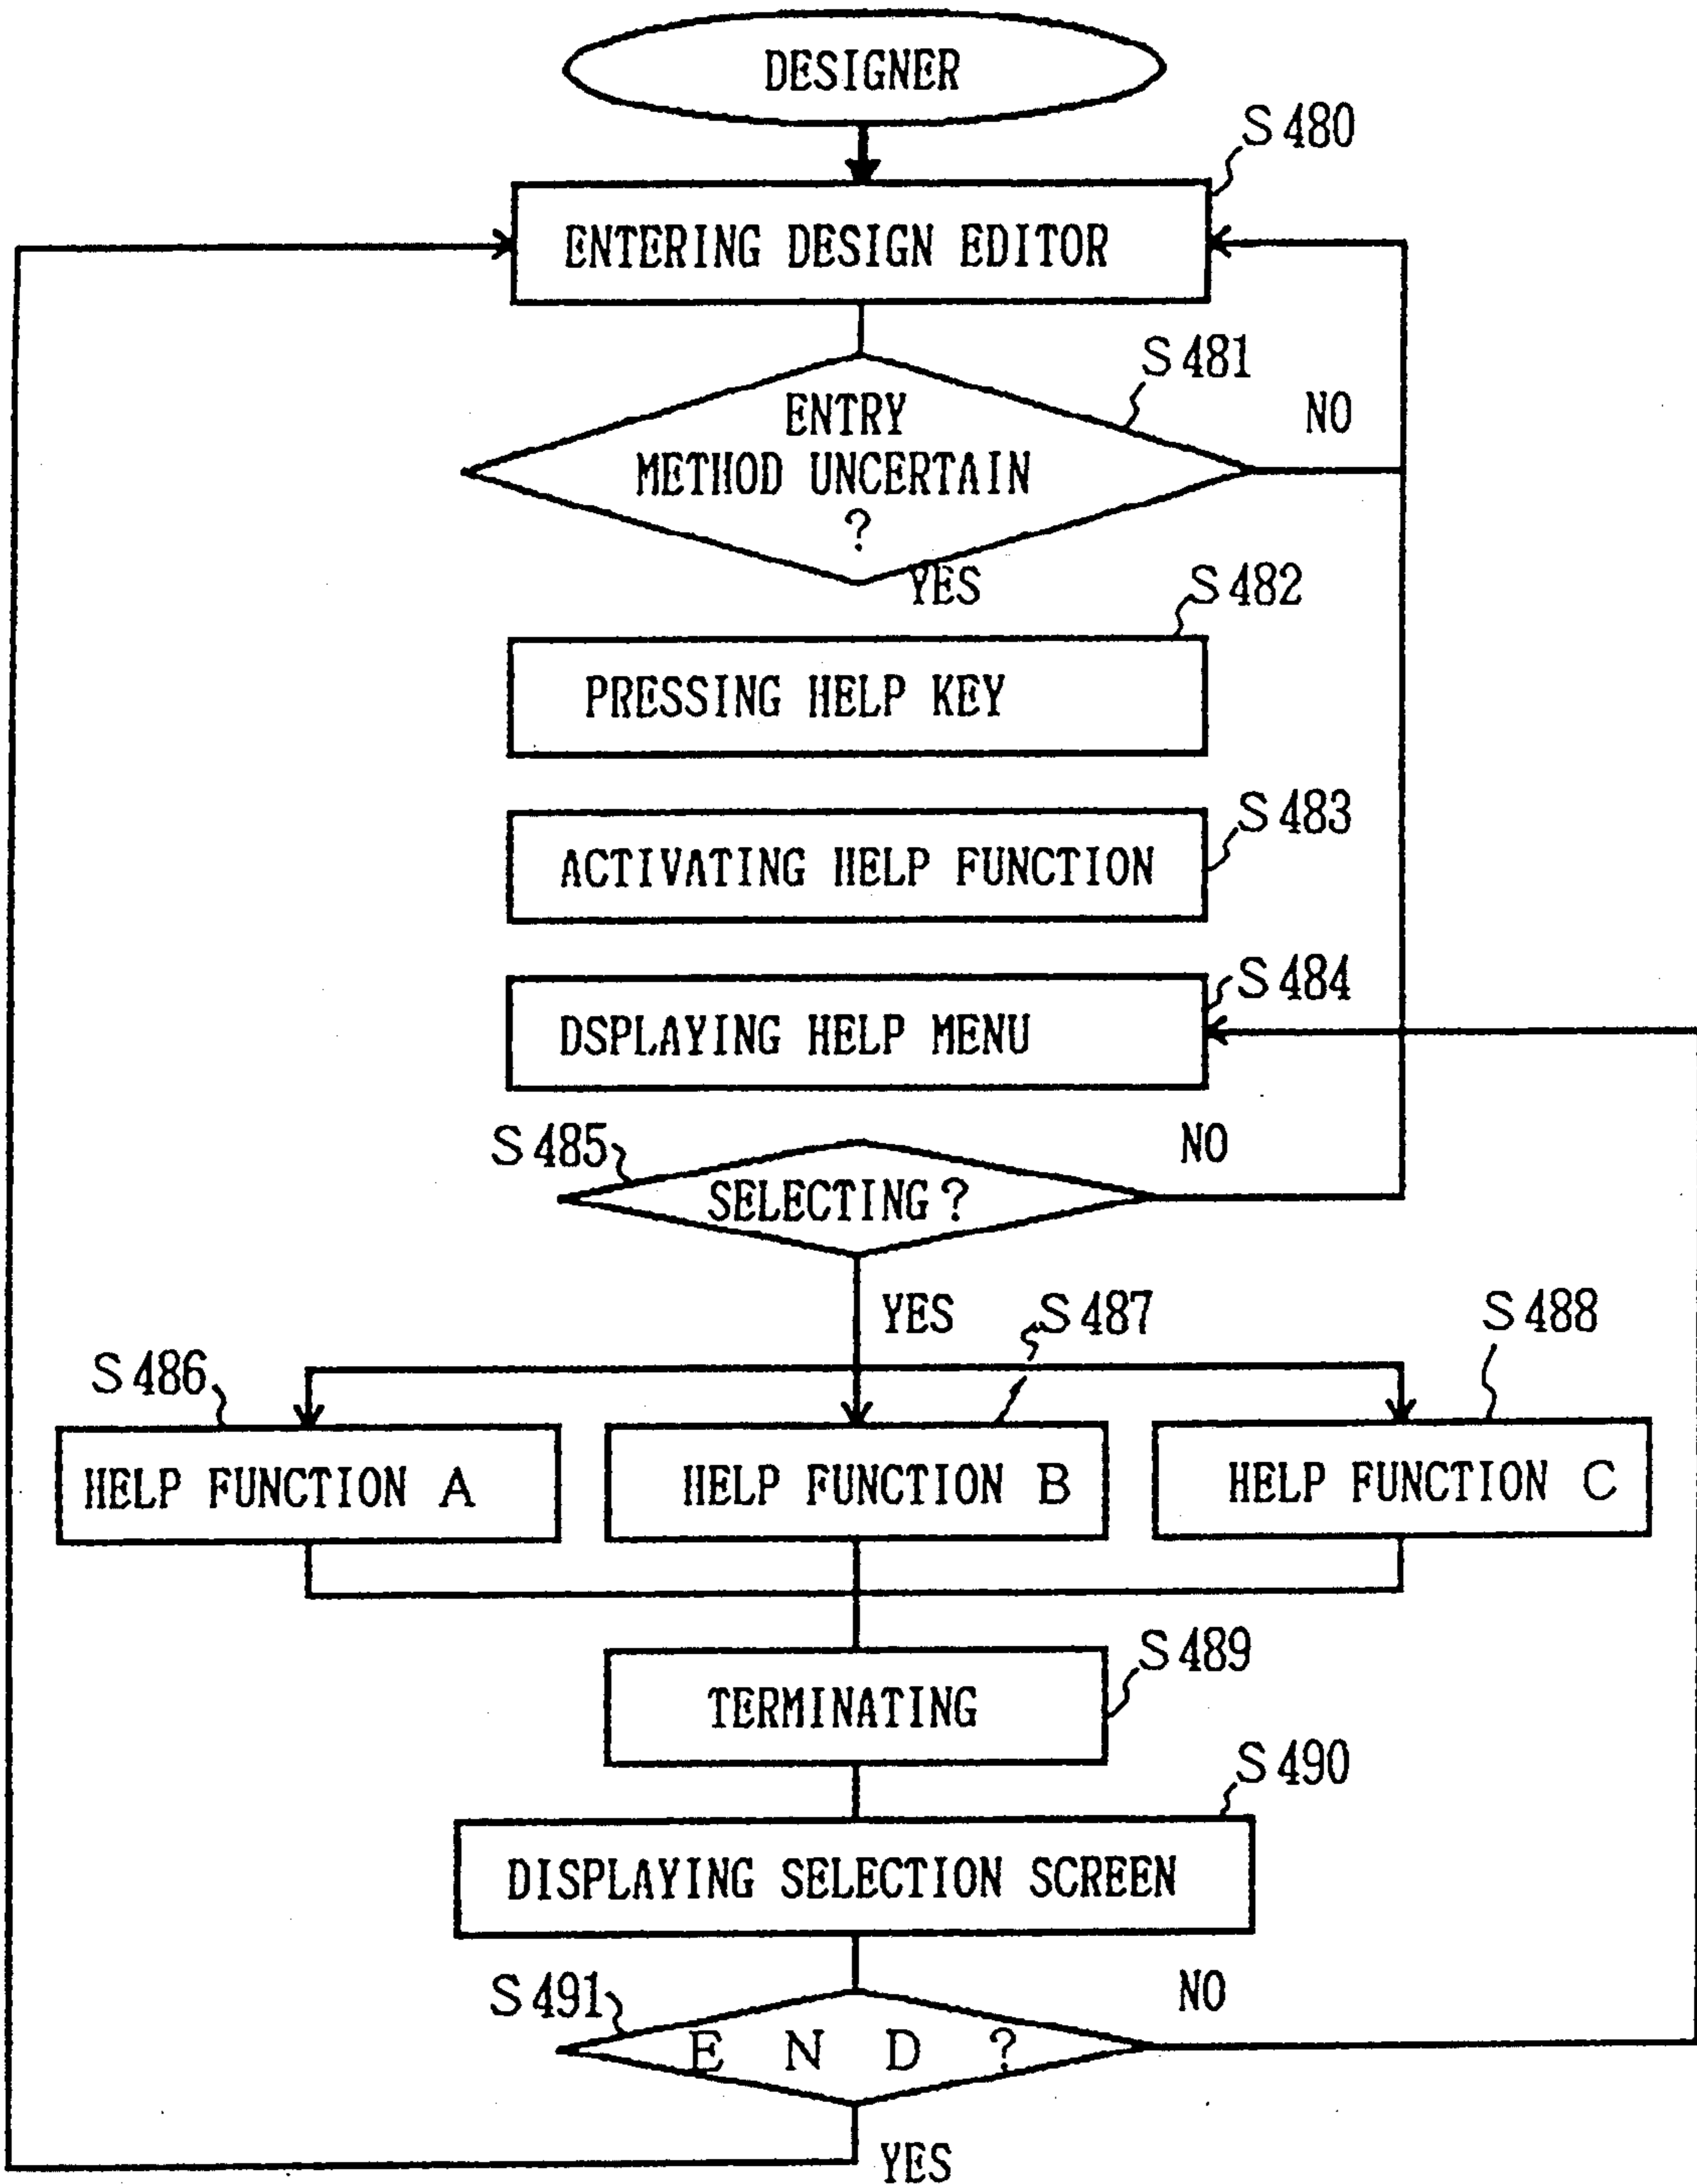 DESIGNER
S480
ENTERING DESIGN EDITOR
S481
ENTRY
METHOD UNCERTAIN
?
NO
YES
S482
PRESSING HELP KEY
S483
ACTIVATING HELP FUNCTION
S484
DSPLAYING HELP MENU
S485
SELECTING?
NO
YES
S486
S487
S488
HELP FUNCTION A
HELP FUNCTION B
HELP FUNCTION C
S489
TERMINATING
S490
DISPLAYING SELECTION SCREEN
S491
END?
NO
YES